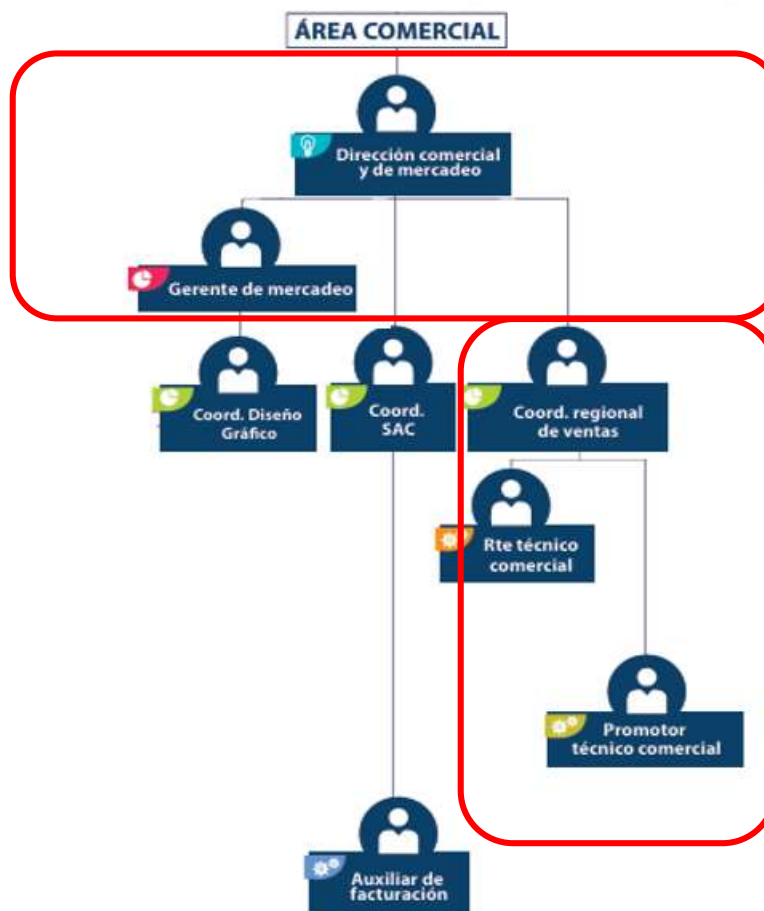 ÁREA COMERCIAL
Dirección comercial
y de mercadeo
Gerente de mercadeo
Coord. Diseño
Gráfico
Coord.
SAC
Coord. regional
de ventas
Rte técnico
comercial
Promotor
técnico comercial
Auxiliar de
facturación